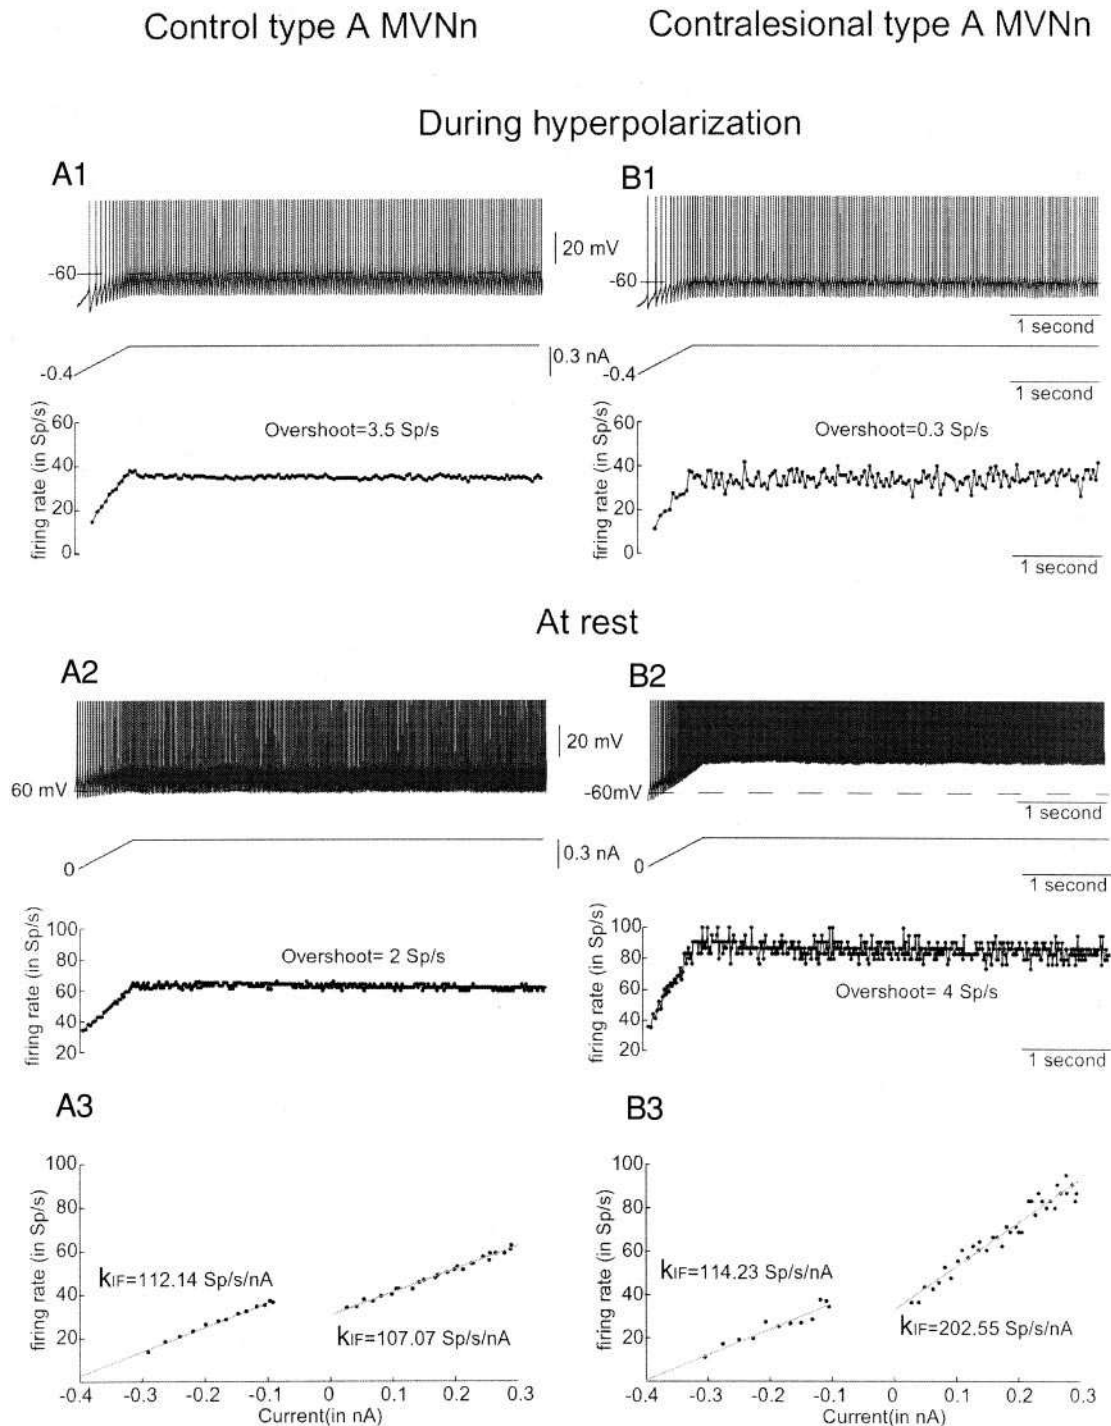 Control type A MVNn
Contralesional type A MVNn
During hyperpolarization
A1
B1
-60
20 mV
-60
1 second
-0.4
0.3 nA
-0.4
1 second
firing rate (in Sp/s)
60
40
20
0
Overshoot=3.5 Sp/s
firing rate (in Sp/s)
60
40
20
0
Overshoot=0.3 Sp/s
1 second
At rest
A2
B2
60 mV
20 mV
-60mV
1 second
0
0.3 nA
0
1 second
firing rate (in Sp/s)
100
80
60
40
20
Overshoot= 2 Sp/s
firing rate (in Sp/s)
100
80
60
40
20
Overshoot= 4 Sp/s
1 second
A3
B3
firing rate (in Sp/s)
100
80
60
40
20
kIF=112.14 Sp/s/nA
kIF=107.07 Sp/s/nA
-0.4 -0.3 -0.2 -0.1 0 0.1 0.2 0.3
Current(in nA)
firing rate (in Sp/s)
100
80
60
40
20
kIF=114.23 Sp/s/nA
kIF=202.55 Sp/s/nA
-0.4 -0.3 -0.2 -0.1 0 0.1 0.2 0.3
Current(in nA)